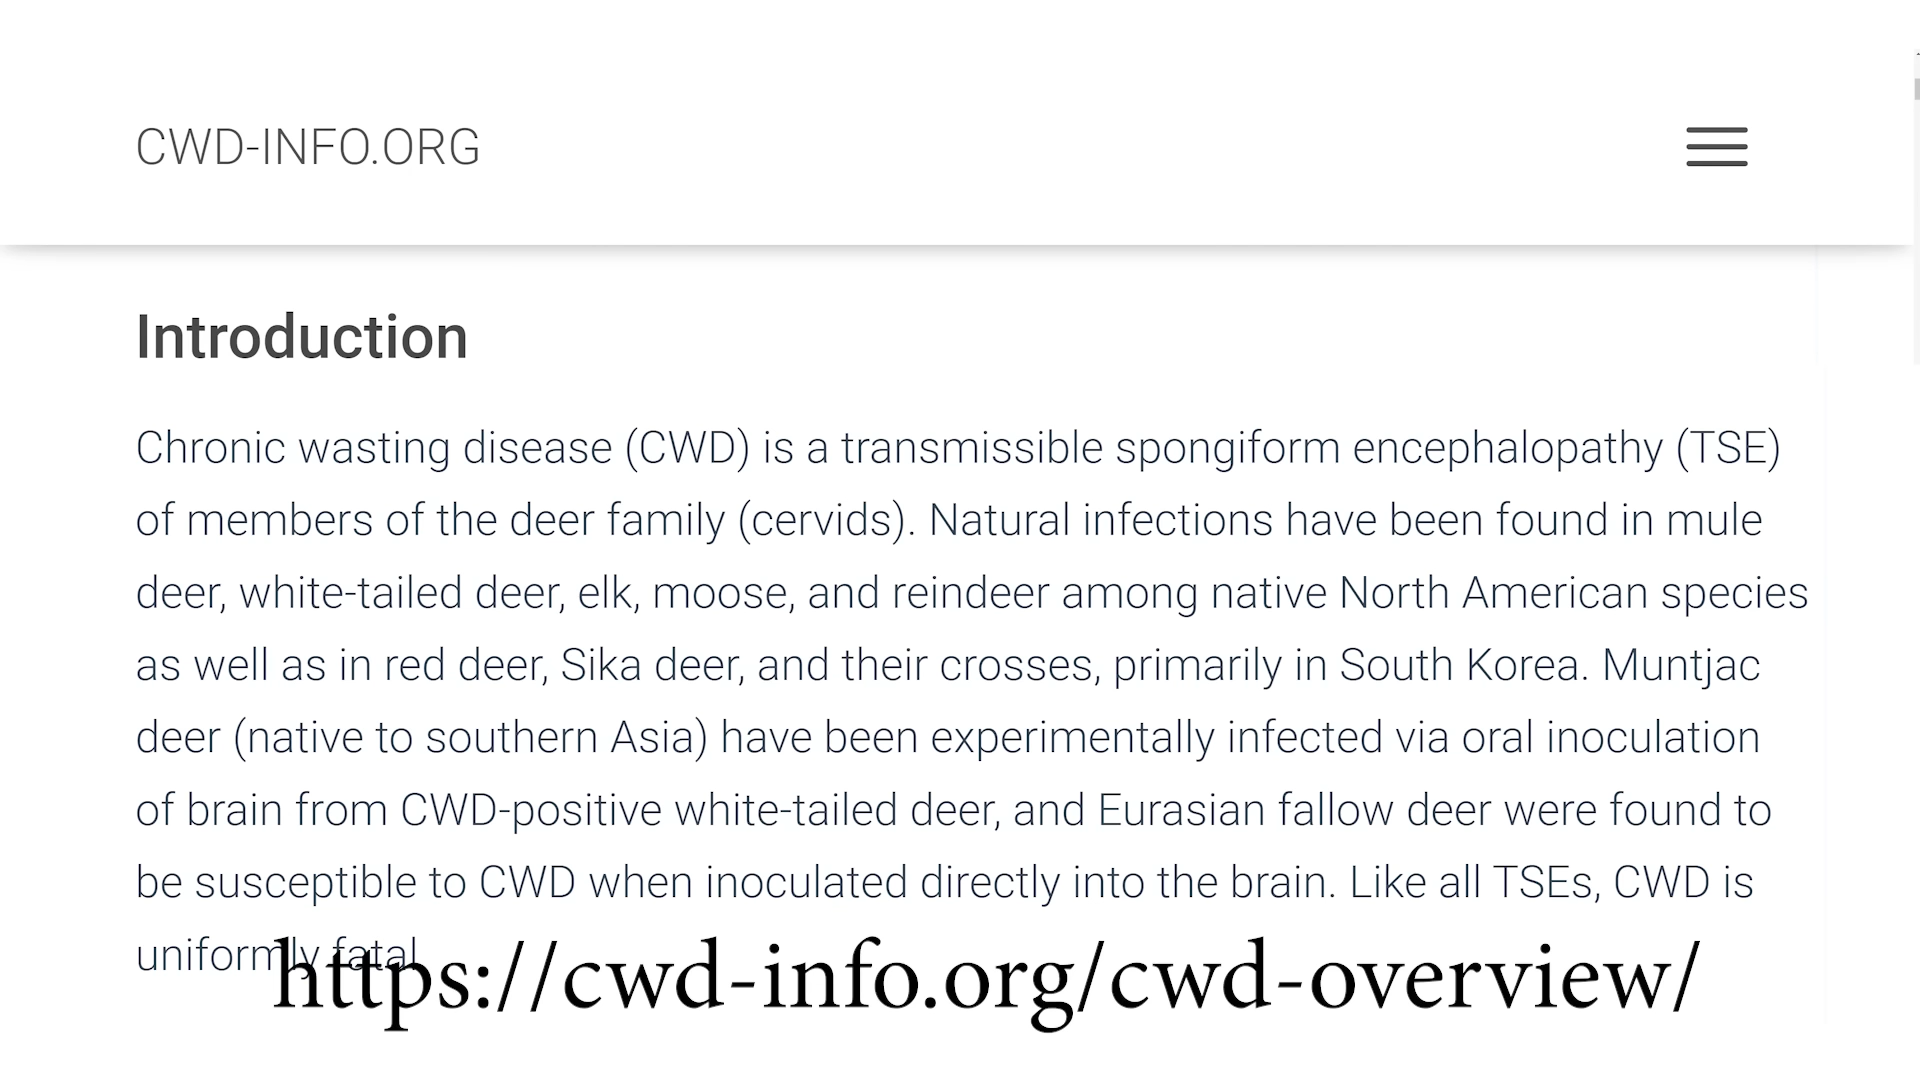 CWD-INFO.ORG
Introduction
Chronic wasting disease (CWD) is a transmissible spongiform encephalopathy (TSE)
of members of the deer family (cervids). Natural infections have been found in mule
deer, white-tailed deer, elk, moose, and reindeer among native North American species
as well as in red deer, Sika deer, and their crosses, primarily in South Korea. Muntjac
deer (native to southern Asia) have been experimentally infected via oral inoculation
of brain from CWD-positive white-tailed deer, and Eurasian fallow deer were found to
be susceptible to CWD when inoculated directly into the brain. Like all TSEs, CWD is
uniformly fatal
https://cwd-info.org/cwd-overview/